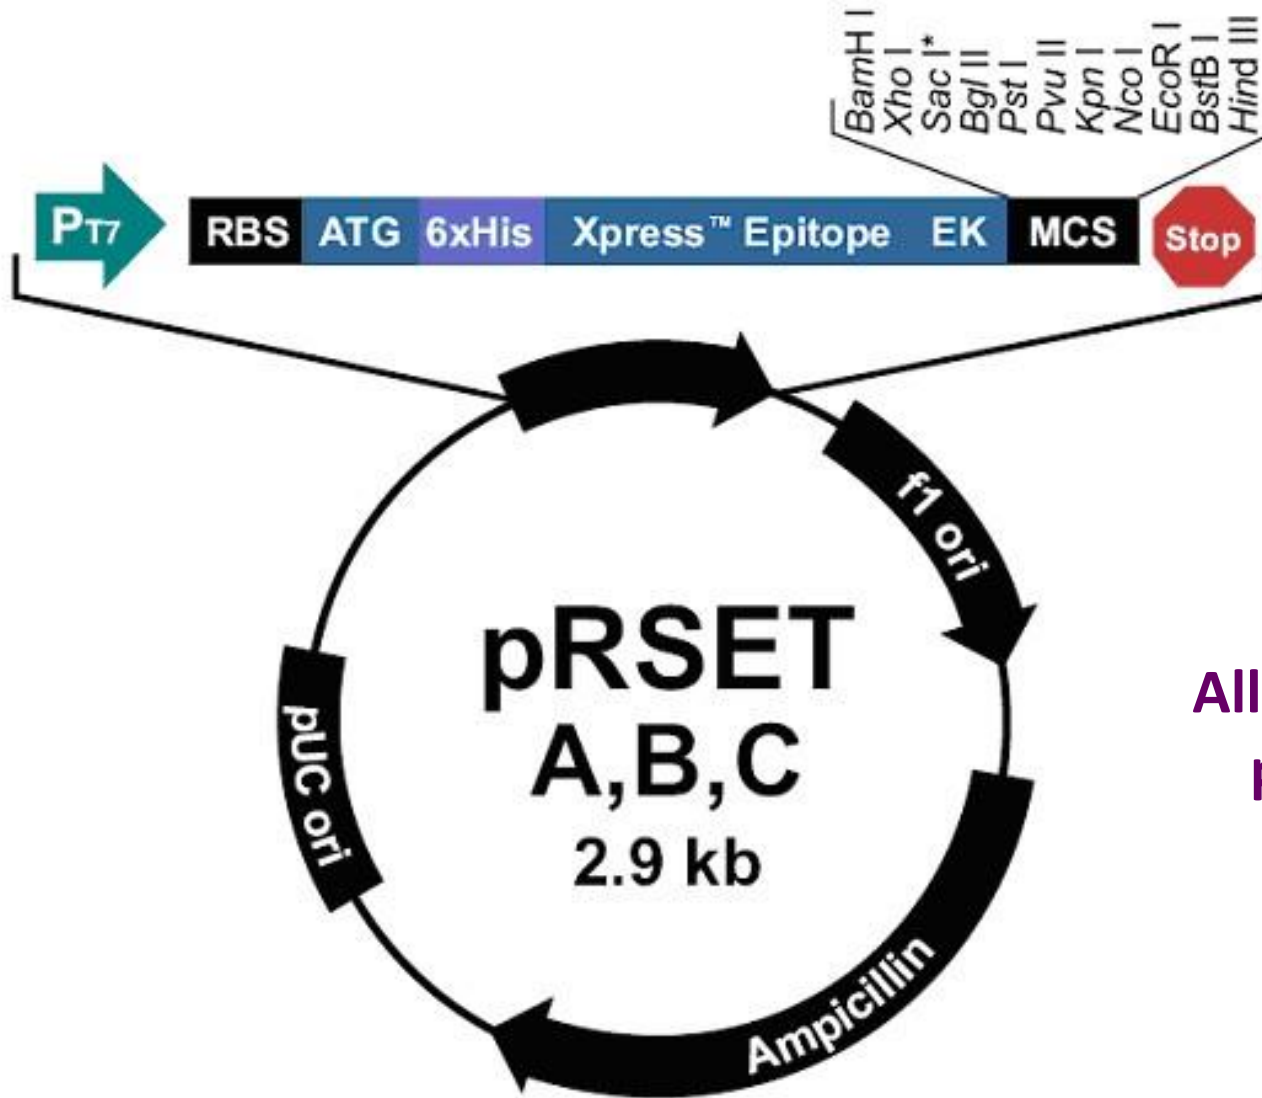 BamH I
Xho I
Sac I*
Bgl II
Pst I
Pvu II
Kpn I
Nco I
EcoR I
BstB I
Hind III
PT7 RBS ATG 6xHis Xpress™ Epitope EK MCS Stop
f1 ori
pRSET
A,B,C
2.9 kb
pUC ori
Ampicillin
All